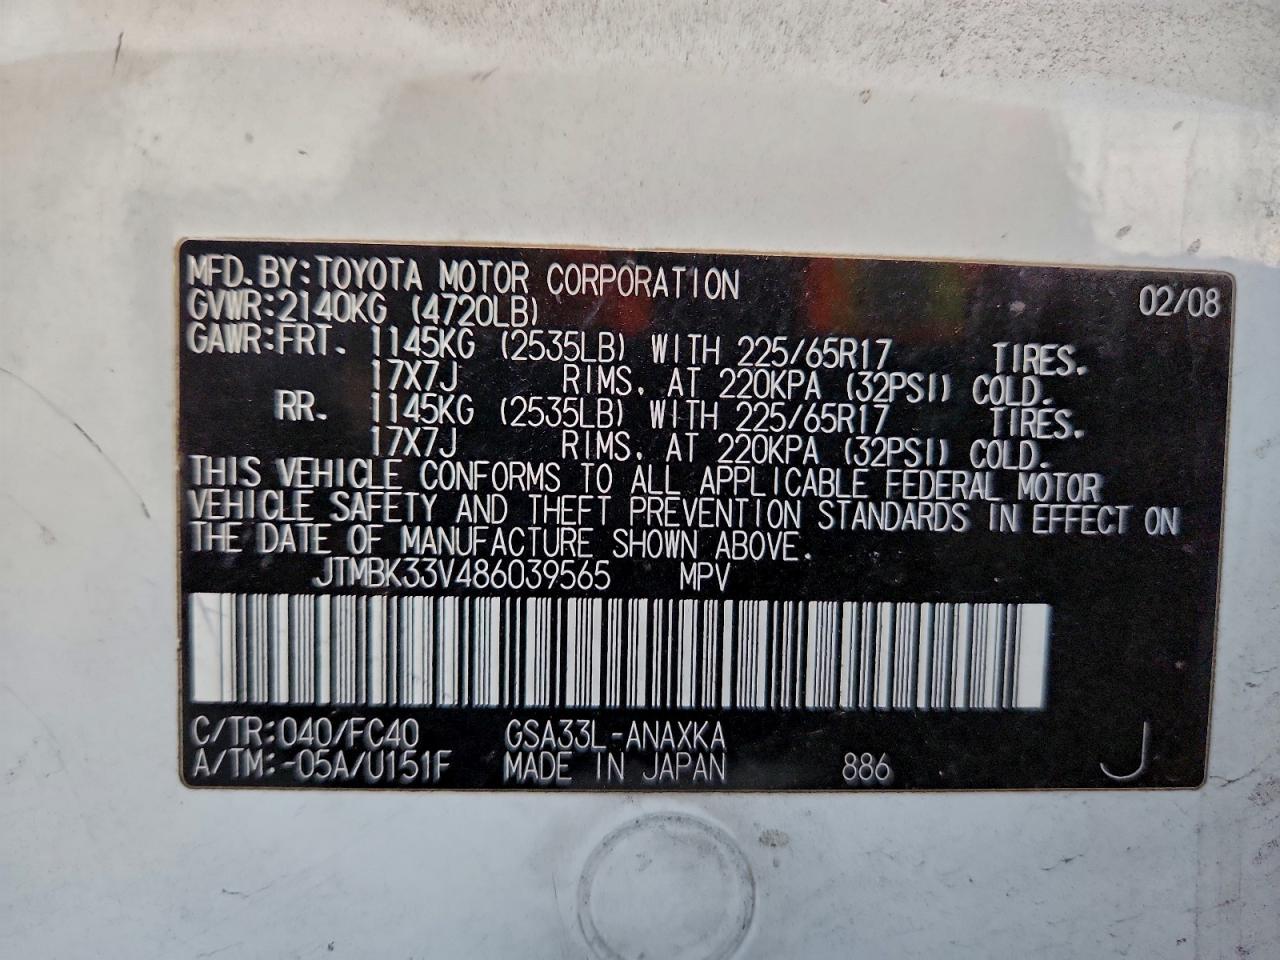 MFD.BY:TOYOTA MOTOR CORPORATION 02/08
GVWR:2140KG (4720LB)
GAWR:FRT. 1145KG (2535LB) WITH 225/65R17 TIRES.
17X7J RIMS, AT 220KPA (32PSI) COLD.
RR. 1145KG (2535LB) WITH 225/65R17 TIRES.
17X7J RIMS, AT 220KPA (32PSI) COLD.
THIS VEHICLE CONFORMS TO ALL APPLICABLE FEDERAL MOTOR
VEHICLE SAFETY AND THEFT PREVENTION STANDARDS IN EFFECT ON
THE DATE OF MANUFACTURE SHOWN ABOVE.
JTMBK33V486039565 MPV
C/TR:040/FC40 GSA33L-ANAXKA
A/TM:-05A/U151F MADE IN JAPAN 886 J